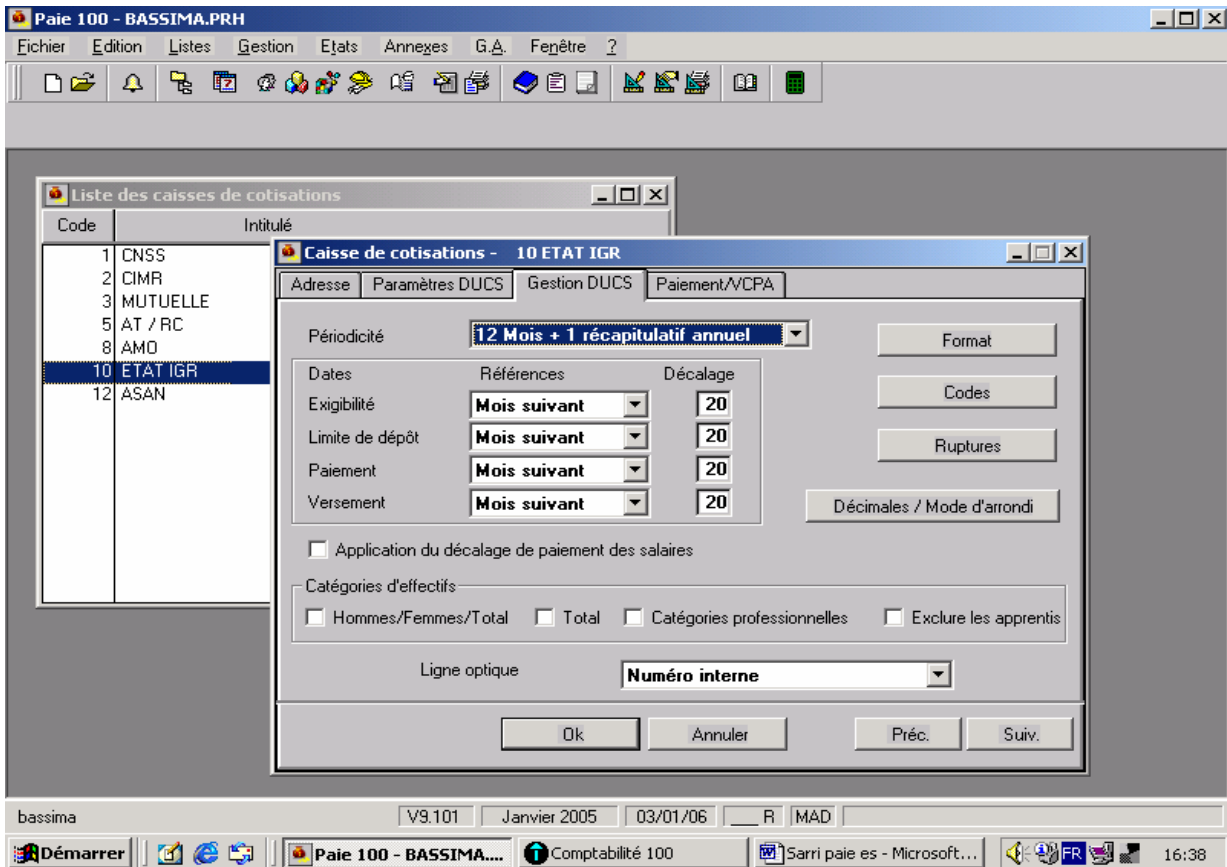 Paie 100 - BASSIMA.PRH
Fichier Edition Listes Gestion Etats Annexes G.A. Fenêtre ?
Liste des caisses de cotisations
Code Intitulé
1 CNSS
2 CIMR
3 MUTUELLE
5 AT / RC
8 AMO
10 ETAT IGR
12 ASAN
Caisse de cotisations - 10 ETAT IGR
Adresse Paramètres DUCS Gestion DUCS Paiement/VCPA
Périodicité 12 Mois + 1 récapitulatif annuel Format
Dates Références Décalage
Exigibilité Mois suivant 20 Codes
Limite de dépôt Mois suivant 20 Ruptures
Paiement Mois suivant 20
Versement Mois suivant 20 Décimales / Mode d'arrondi
Application du décalage de paiement des salaires
Catégories d'effectifs
Hommes/Femmes/Total Total Catégories professionnelles Exclure les apprentis
Ligne optique Numéro interne
Ok Annuler Préc. Suiv.
bassima V9.101 Janvier 2005 03/01/06 ___ R MAD
Démarrer Paie 100 - BASSIMA.... Comptabilité 100 Sarri paie es - Microsoft... FR 16:38